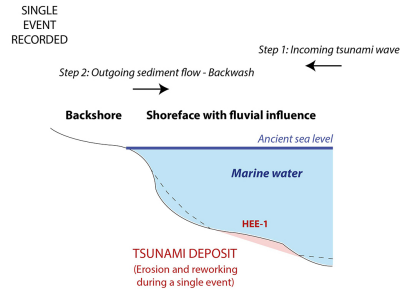 SINGLE
EVENT
RECORDED
Step 1: Incoming tsunami wave
Step 2: Outgoing sediment flow - Backwash
Backshore
Shoreface with fluvial influence
Ancient sea level
Marine water
HEE-1
TSUNAMI DEPOSIT
(Erosion and reworking
during a single event)